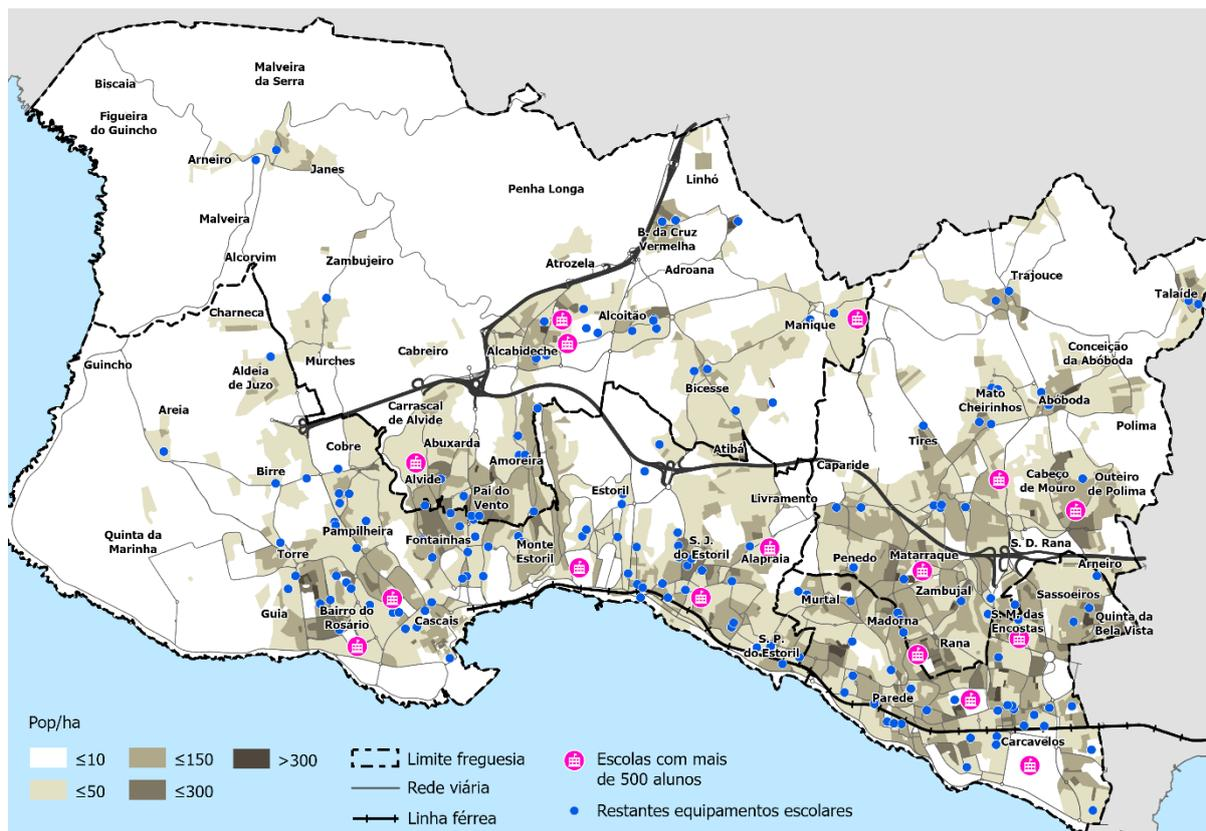 Malveira
da Serra
Biscaia
Figueira
do Guincho
Arneiro
Janes
Linhó
Penha Longa
Malveira
B. da Cruz
Vermelha
Alcorvim
Zambujeiro
Atrozela
Adroana
Trajouce
Talaíde
Charneca
Alcoitão
Manique
Guincho
Murches
Cabreiro
Alcabideche
Conceição
da Abóboda
Aldeia
de Juzo
Bicesse
Mato
Cheirinhos
Abóboda
Areia
Carrascal
de Alvide
Polima
Cobre
Abuxarda
Amoreira
Atibá
Tires
Birre
Alvide
Caparide
Cabeço
de Mouro
Outeiro
de Polima
Pai do
Vento
Estoril
Livramento
Quinta da
Marinha
Pampilheira
Torre
Fontainhas
Monte
Estoril
S. J.
do Estoril
Alapraia
Penedo
Matarraque
S. D. Rana
Arneiro
Guia
Bairro do
Rosário
Cascais
Murtal
Zambujal
Sassoeiros
Madorna
S. M. das
Encostas
Quinta da
Bela Vista
S. P.
do Estoril
Rana
Parede
Carcavelos
Pop/ha
≤10
≤150
>300
≤50
≤300
Limite freguesia
Rede viária
Linha férrea
Escolas com mais
de 500 alunos
Restantes equipamentos escolares